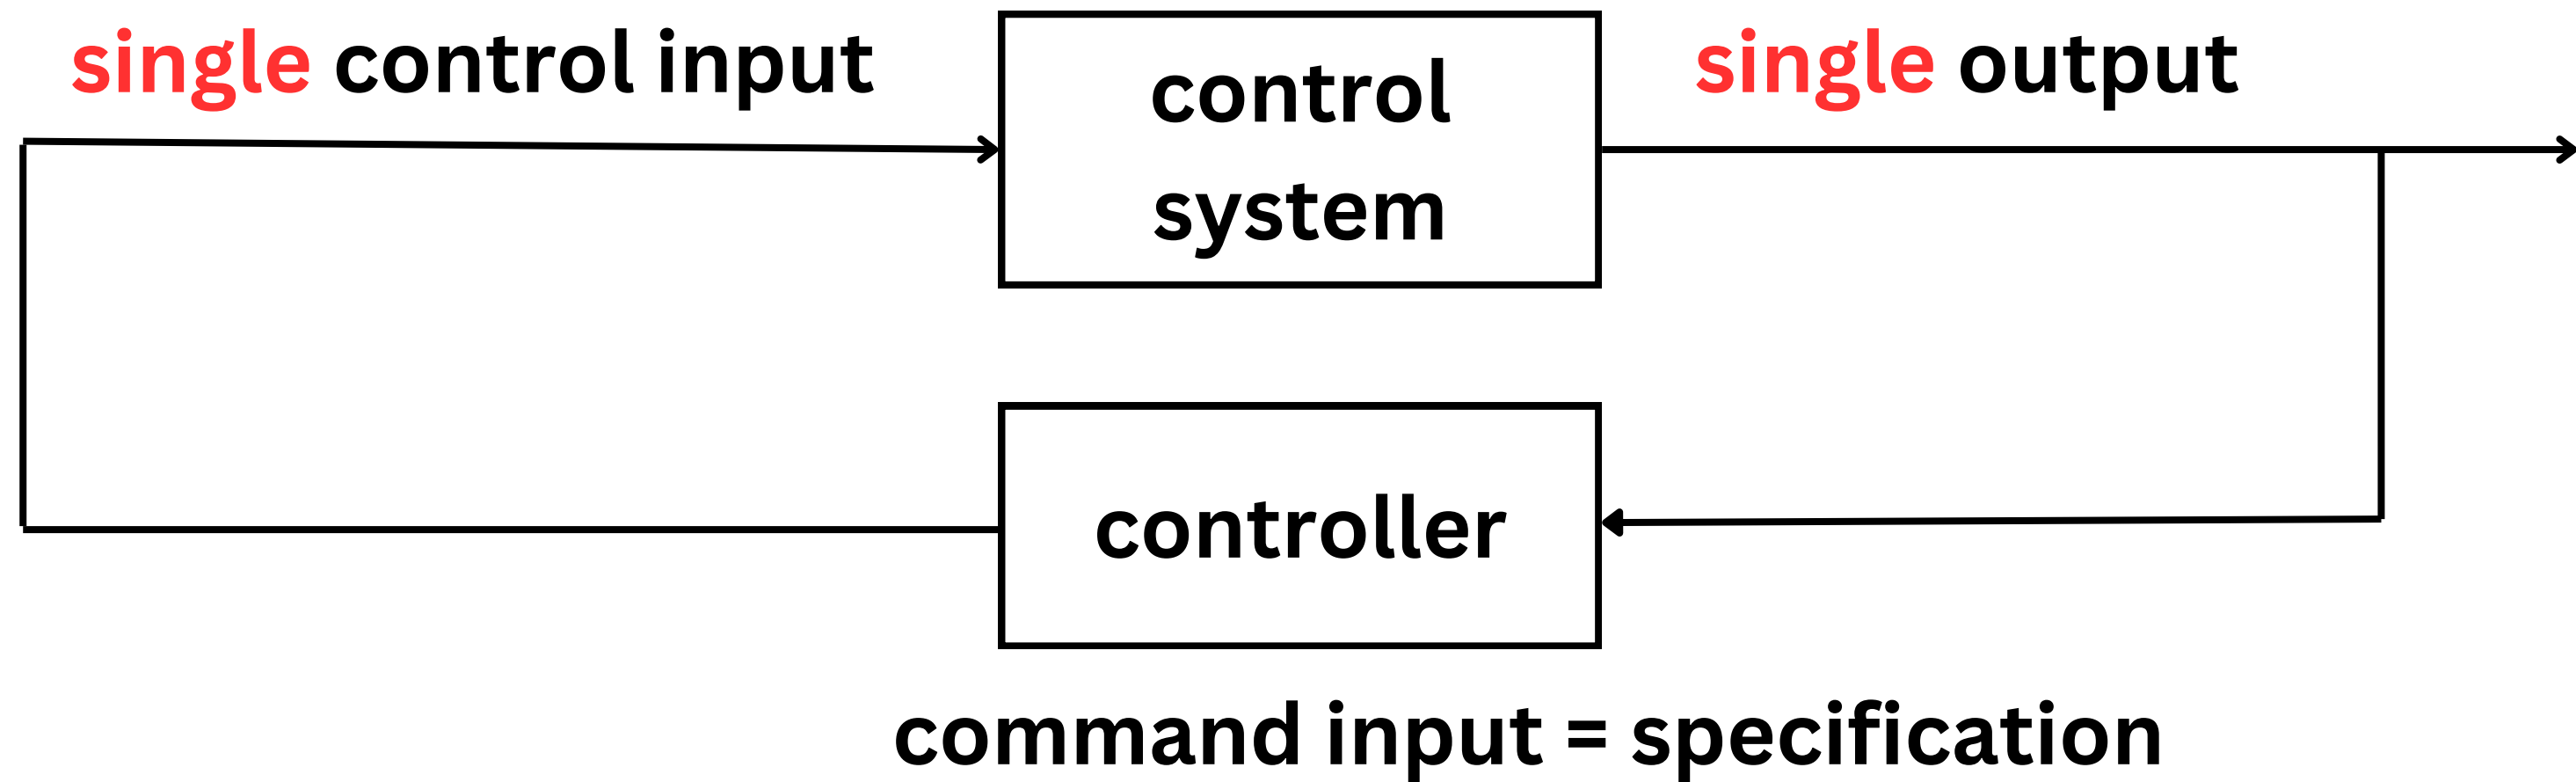 single control input
control
system
single output
controller
command input = specification